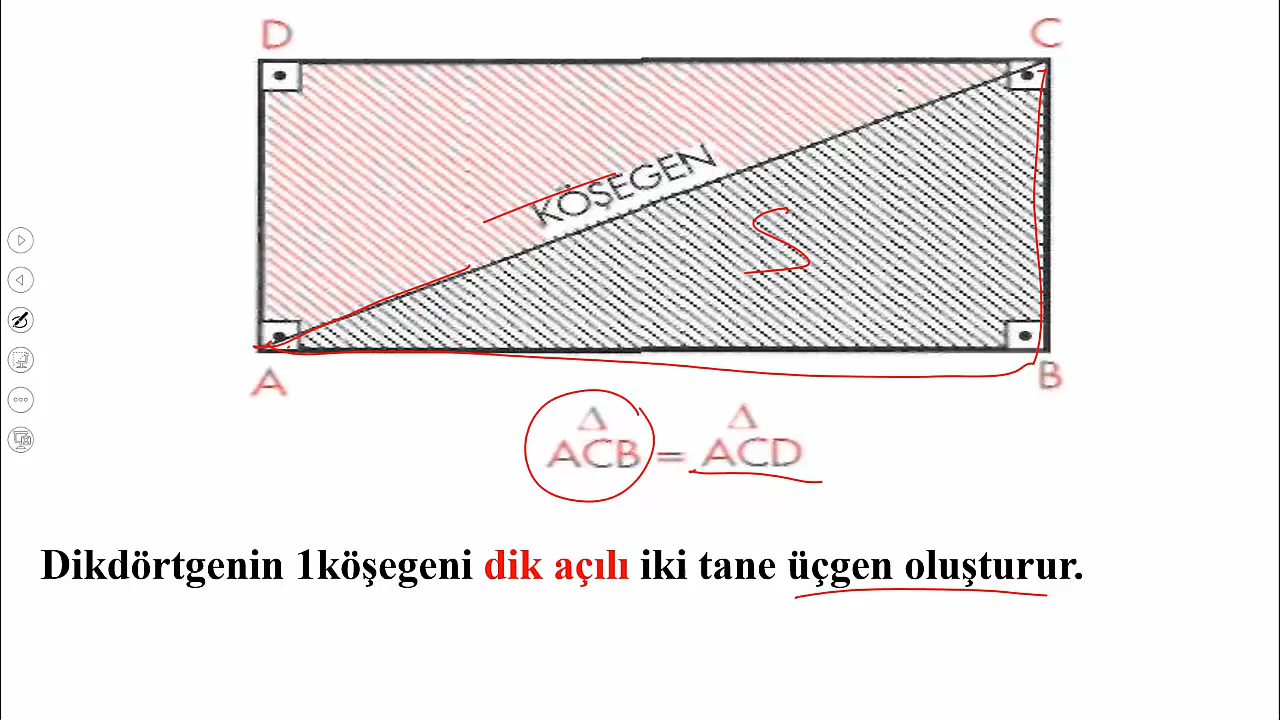 D
C
KÖŞEGEN
S
A
B
Δ Δ
ACB = ACD
Dikdörtgenin 1köşegeni dik açılı iki tane üçgen oluşturur.